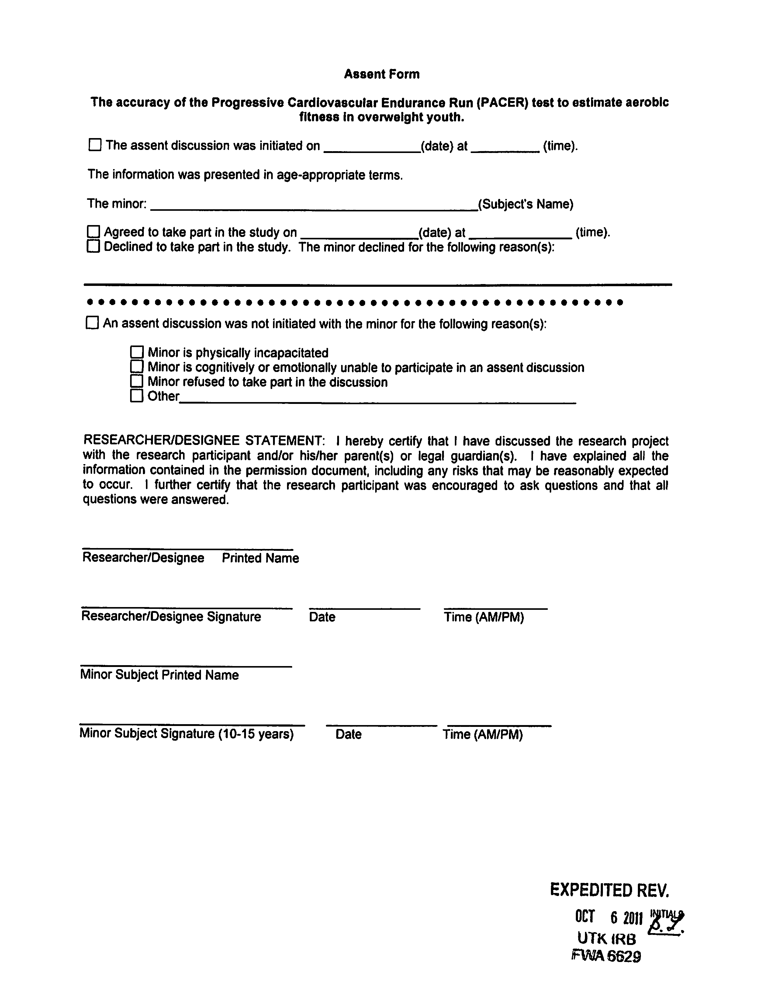 Assent Form
The accuracy of the Progressive Cardiovascular Endurance Run (PACER) test to estimate aerobic
fitness in overweight youth.
The assent discussion was initiated on ______________(date) at __________ (time).
The information was presented in age-appropriate terms.
The minor: ________________________________________________(Subject's Name)
Agreed to take part in the study on _________________(date) at _______________ (time).
Declined to take part in the study. The minor declined for the following reason(s):
An assent discussion was not initiated with the minor for the following reason(s):
Minor is physically incapacitated
Minor is cognitively or emotionally unable to participate in an assent discussion
Minor refused to take part in the discussion
Other__________________________________________________________
RESEARCHER/DESIGNEE STATEMENT: I hereby certify that I have discussed the research project
with the research participant and/or his/her parent(s) or legal guardian(s). I have explained all the
information contained in the permission document, including any risks that may be reasonably expected
to occur. I further certify that the research participant was encouraged to ask questions and that all
questions were answered.
Researcher/Designee Printed Name
Researcher/Designee Signature Date Time (AM/PM)
Minor Subject Printed Name
Minor Subject Signature (10-15 years) Date Time (AM/PM)
EXPEDITED REV.
OCT 6 2011 INITIALS
UTK IRB
FWA 6629